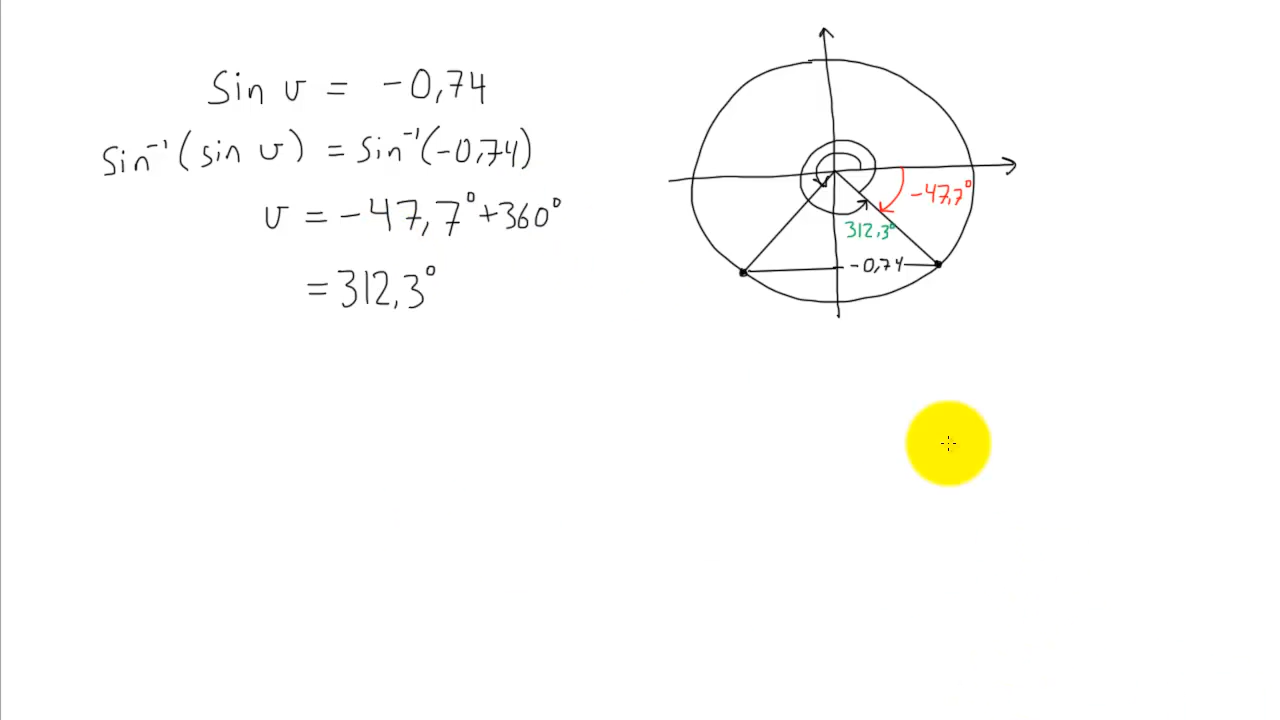 Sin v = -0,74
sin⁻¹(sin v) = sin⁻¹(-0,74)
v = -47,7° + 360°
= 312,3°
-47,7°
312,3°
-0,74